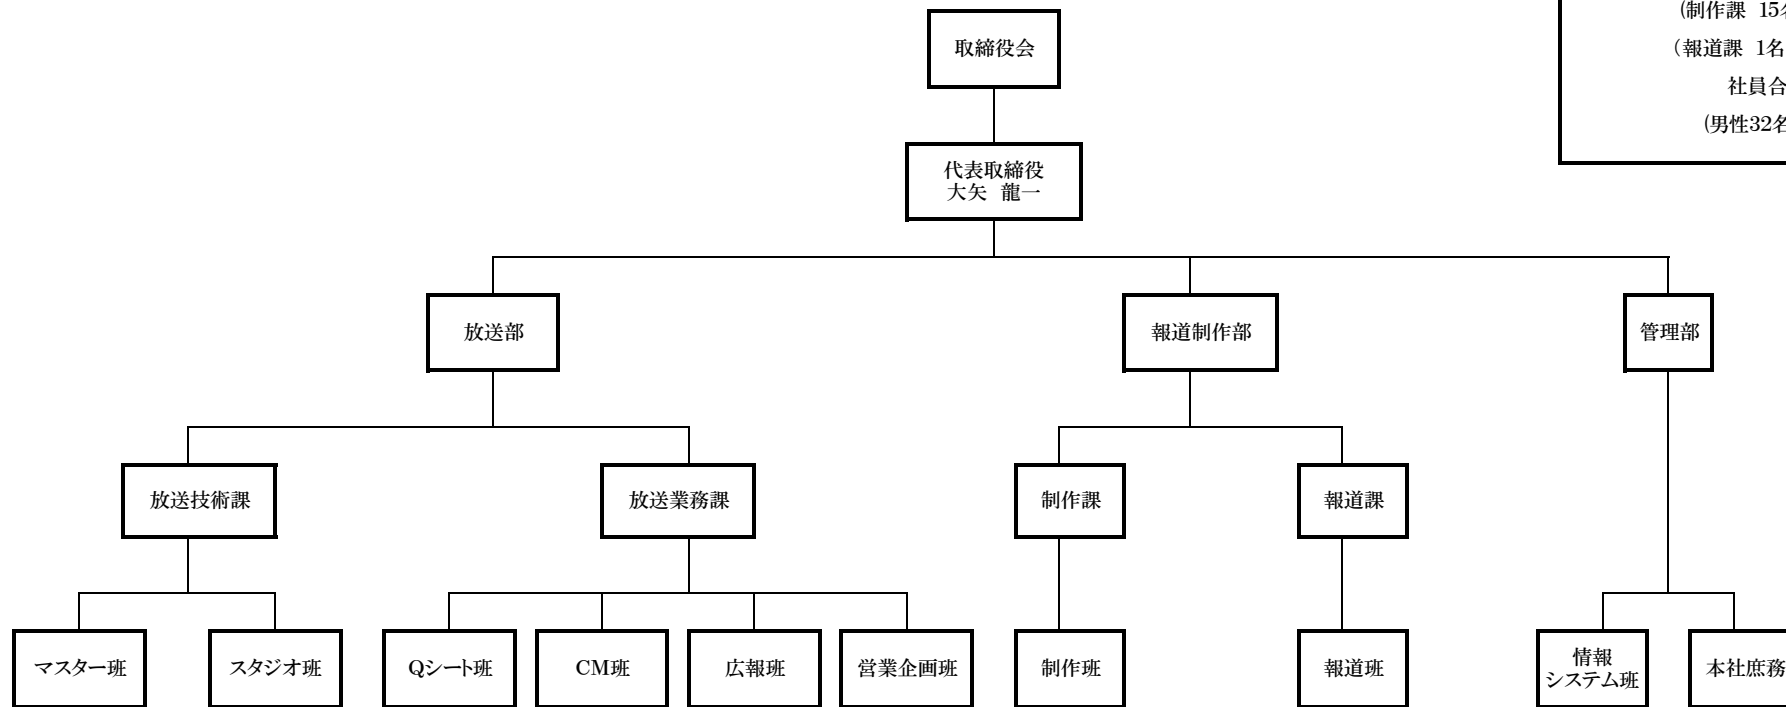 (制作課 15名
（報道課 1名
社員合
(男性32名
取締役会
代表取締役
大矢 龍一
放送部
報道制作部
管理部
放送技術課
放送業務課
制作課
報道課
マスター班
スタジオ班
Qシート班
CM班
広報班
営業企画班
制作班
報道班
情報
システム班
本社庶務